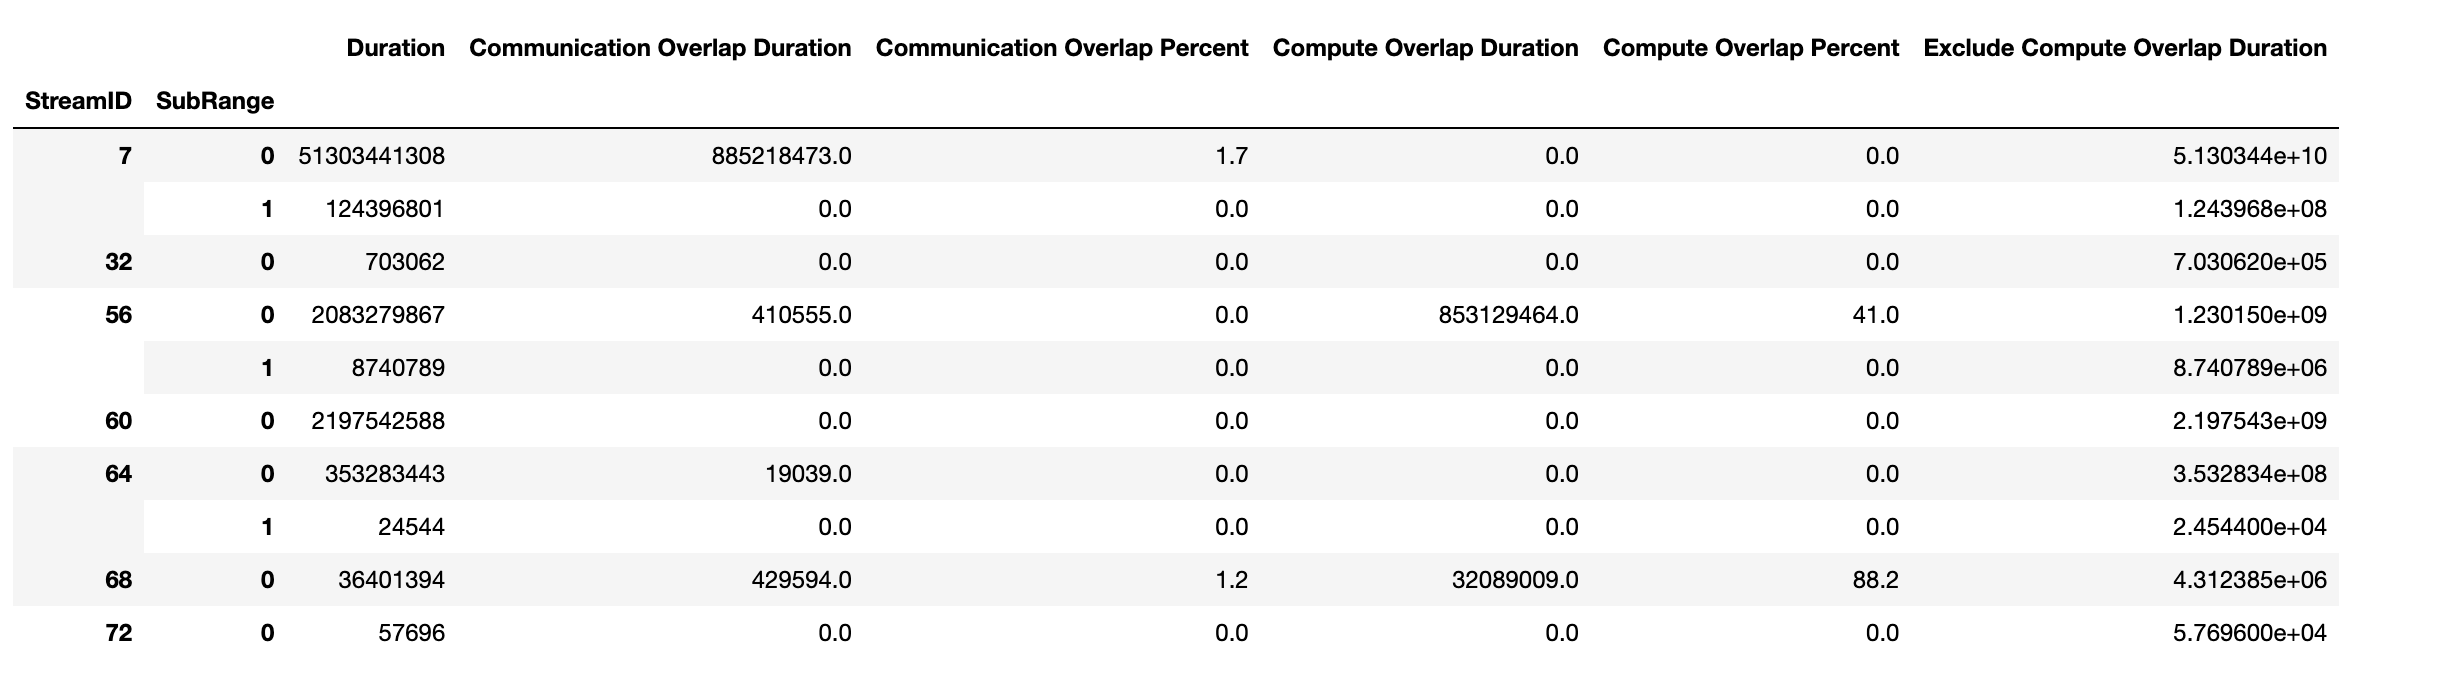 Duration Communication Overlap Duration Communication Overlap Percent Compute Overlap Duration Compute Overlap Percent Exclude Compute Overlap Duration
StreamID SubRange
7 0 51303441308 885218473.0 1.7 0.0 0.0 5.130344e+10
1 124396801 0.0 0.0 0.0 0.0 1.243968e+08
32 0 703062 0.0 0.0 0.0 0.0 7.030620e+05
56 0 2083279867 410555.0 0.0 853129464.0 41.0 1.230150e+09
1 8740789 0.0 0.0 0.0 0.0 8.740789e+06
60 0 2197542588 0.0 0.0 0.0 0.0 2.197543e+09
64 0 353283443 19039.0 0.0 0.0 0.0 3.532834e+08
1 24544 0.0 0.0 0.0 0.0 2.454400e+04
68 0 36401394 429594.0 1.2 32089009.0 88.2 4.312385e+06
72 0 57696 0.0 0.0 0.0 0.0 5.769600e+04